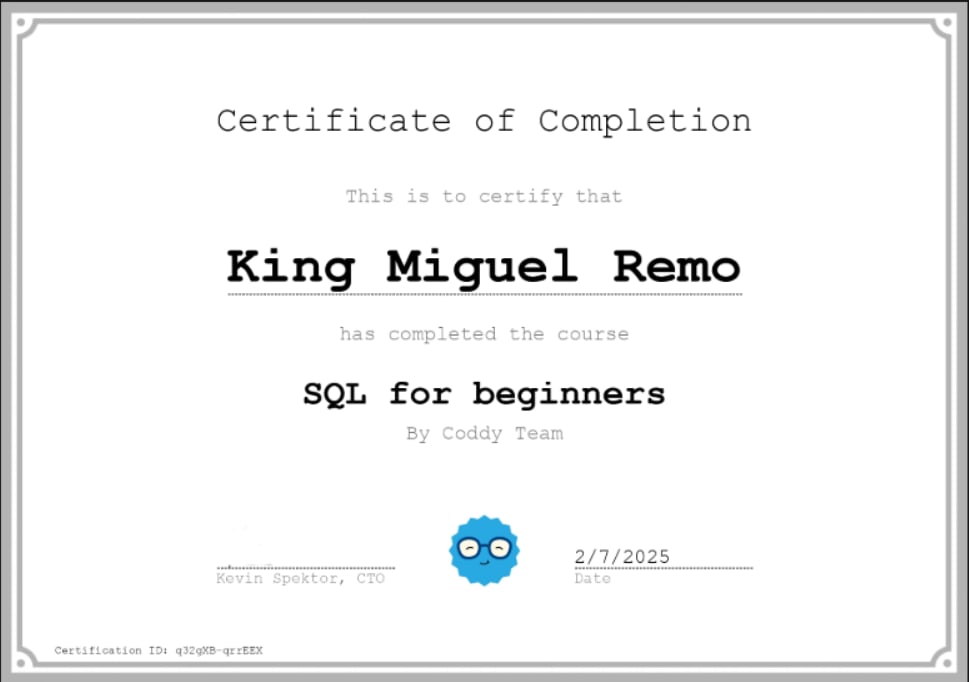 Certificate of Completion
This is to certify that
King Miguel Remo
has completed the course
SQL for beginners
By Coddy Team
2/7/2025
Kevin Spektor, CTO
Date
Certification ID: q32gXB-qrrEEX